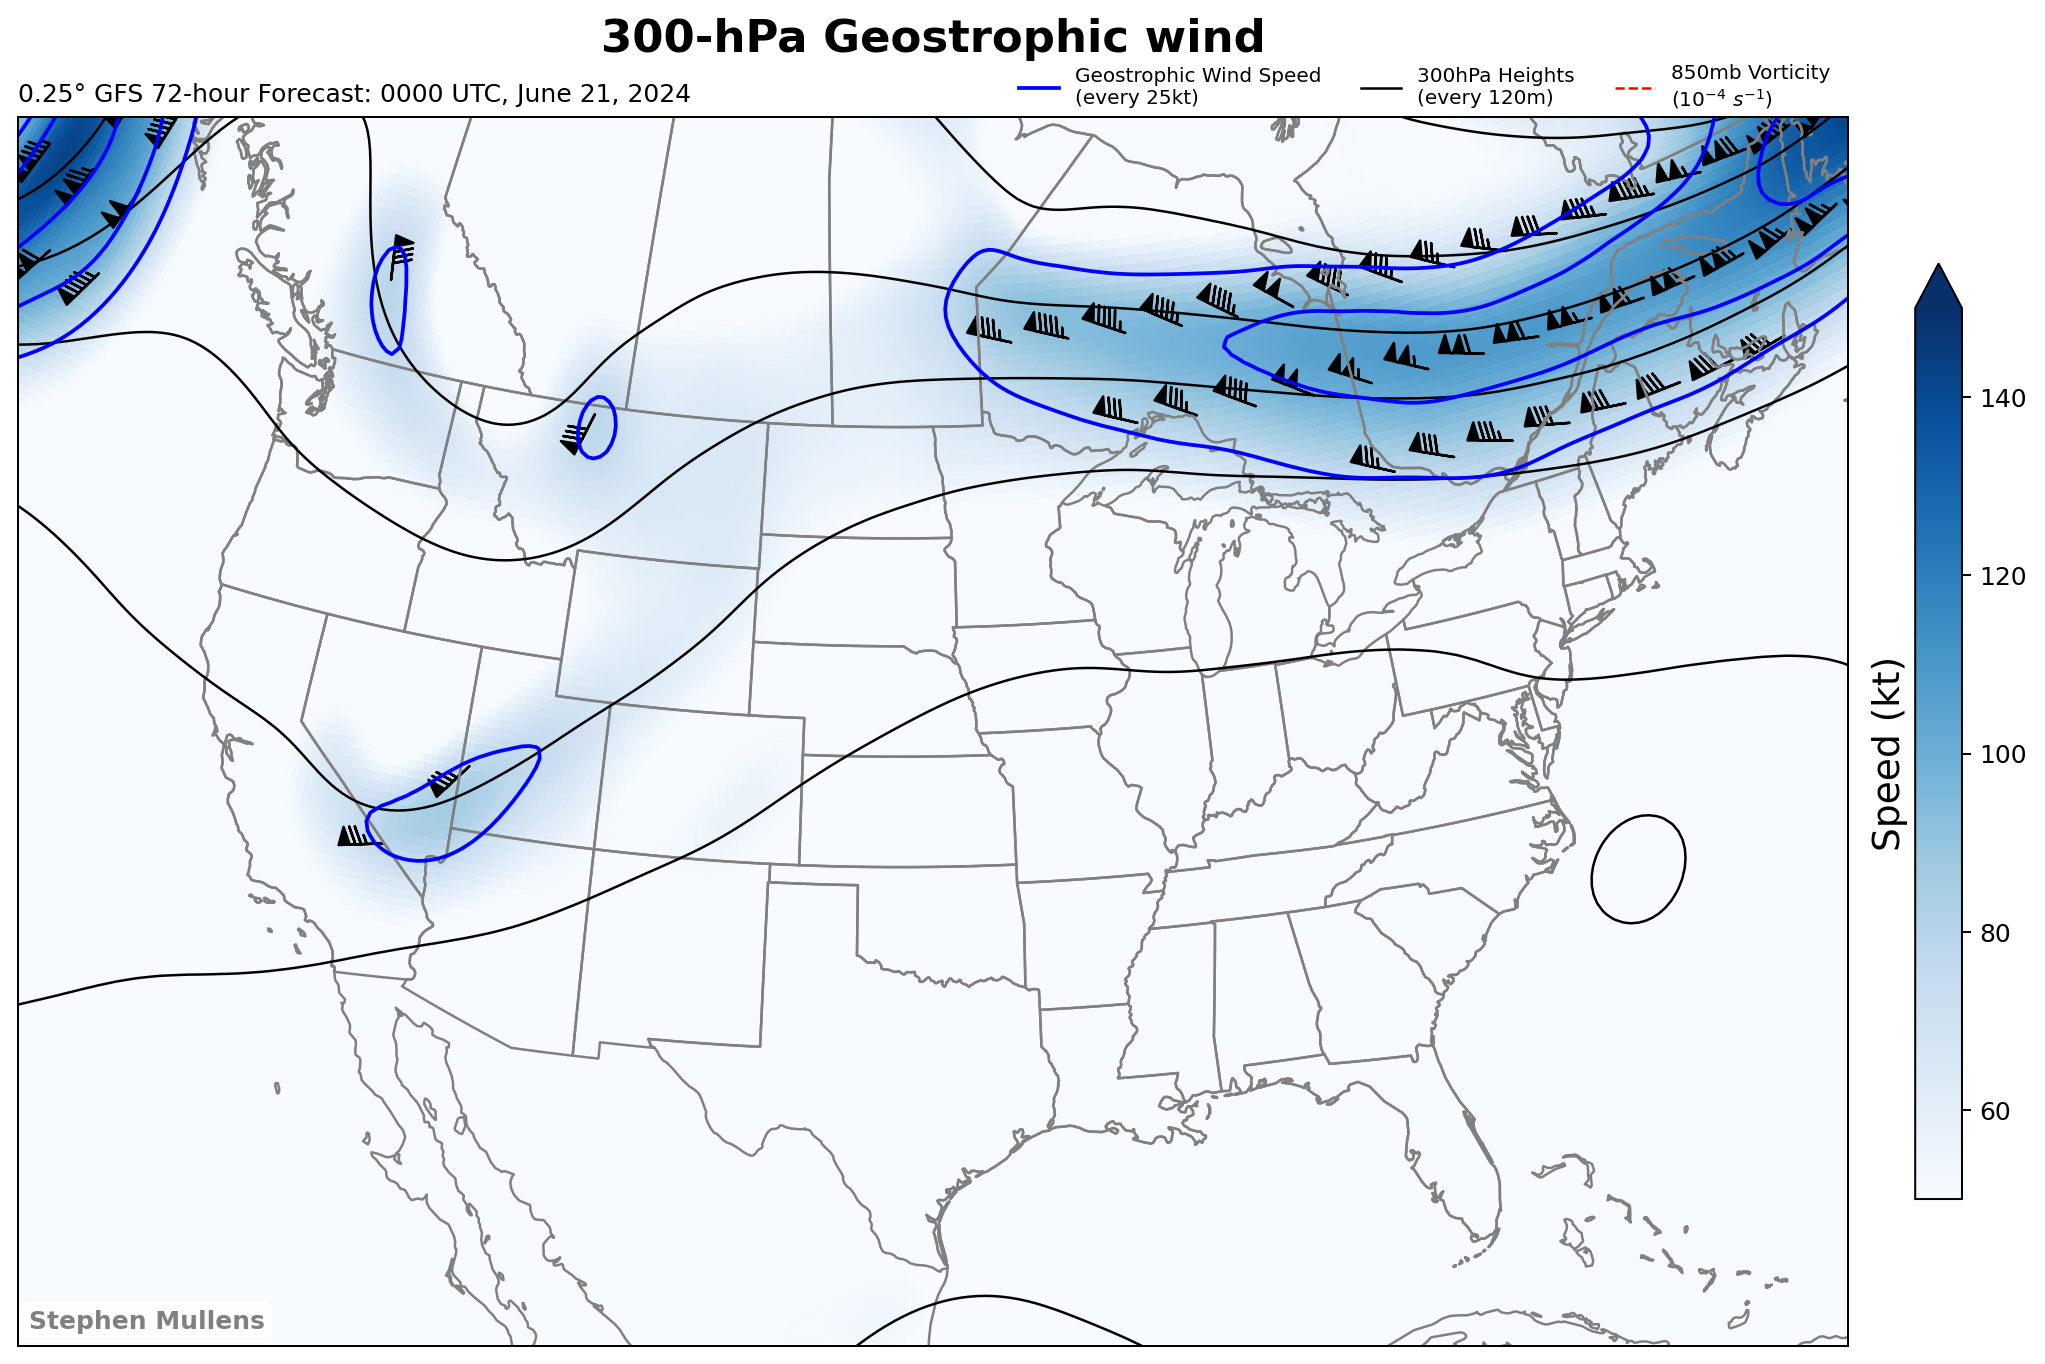 300-hPa Geostrophic wind
0.25° GFS 72-hour Forecast: 0000 UTC, June 21, 2024
Geostrophic Wind Speed
(every 25kt)
300hPa Heights
(every 120m)
850mb Vorticity
(10⁻⁴ s⁻¹)
140
120
100
80
60
Speed (kt)
Stephen Mullens